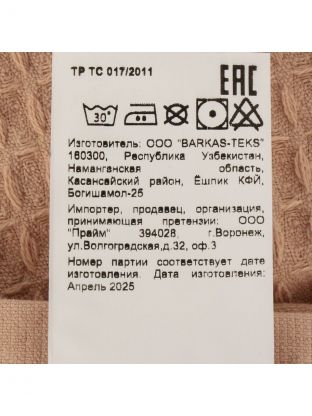 ТР ТС 017/2011
EAC
30°
Изготовитель: ООО "BARKAS-TEKS"
160300, Республика Узбекистан,
Наманганская область,
Касансайский район, Ёшпик КФЙ,
Богишамол-26
Импортер, продавец, организация,
принимающая претензии: ООО
"Прайм" 394028, г.Воронеж,
ул.Волгоградская,д.32, оф.3
Номер партии соответствует дате
изготовления. Дата изготовления:
Апрель 2025